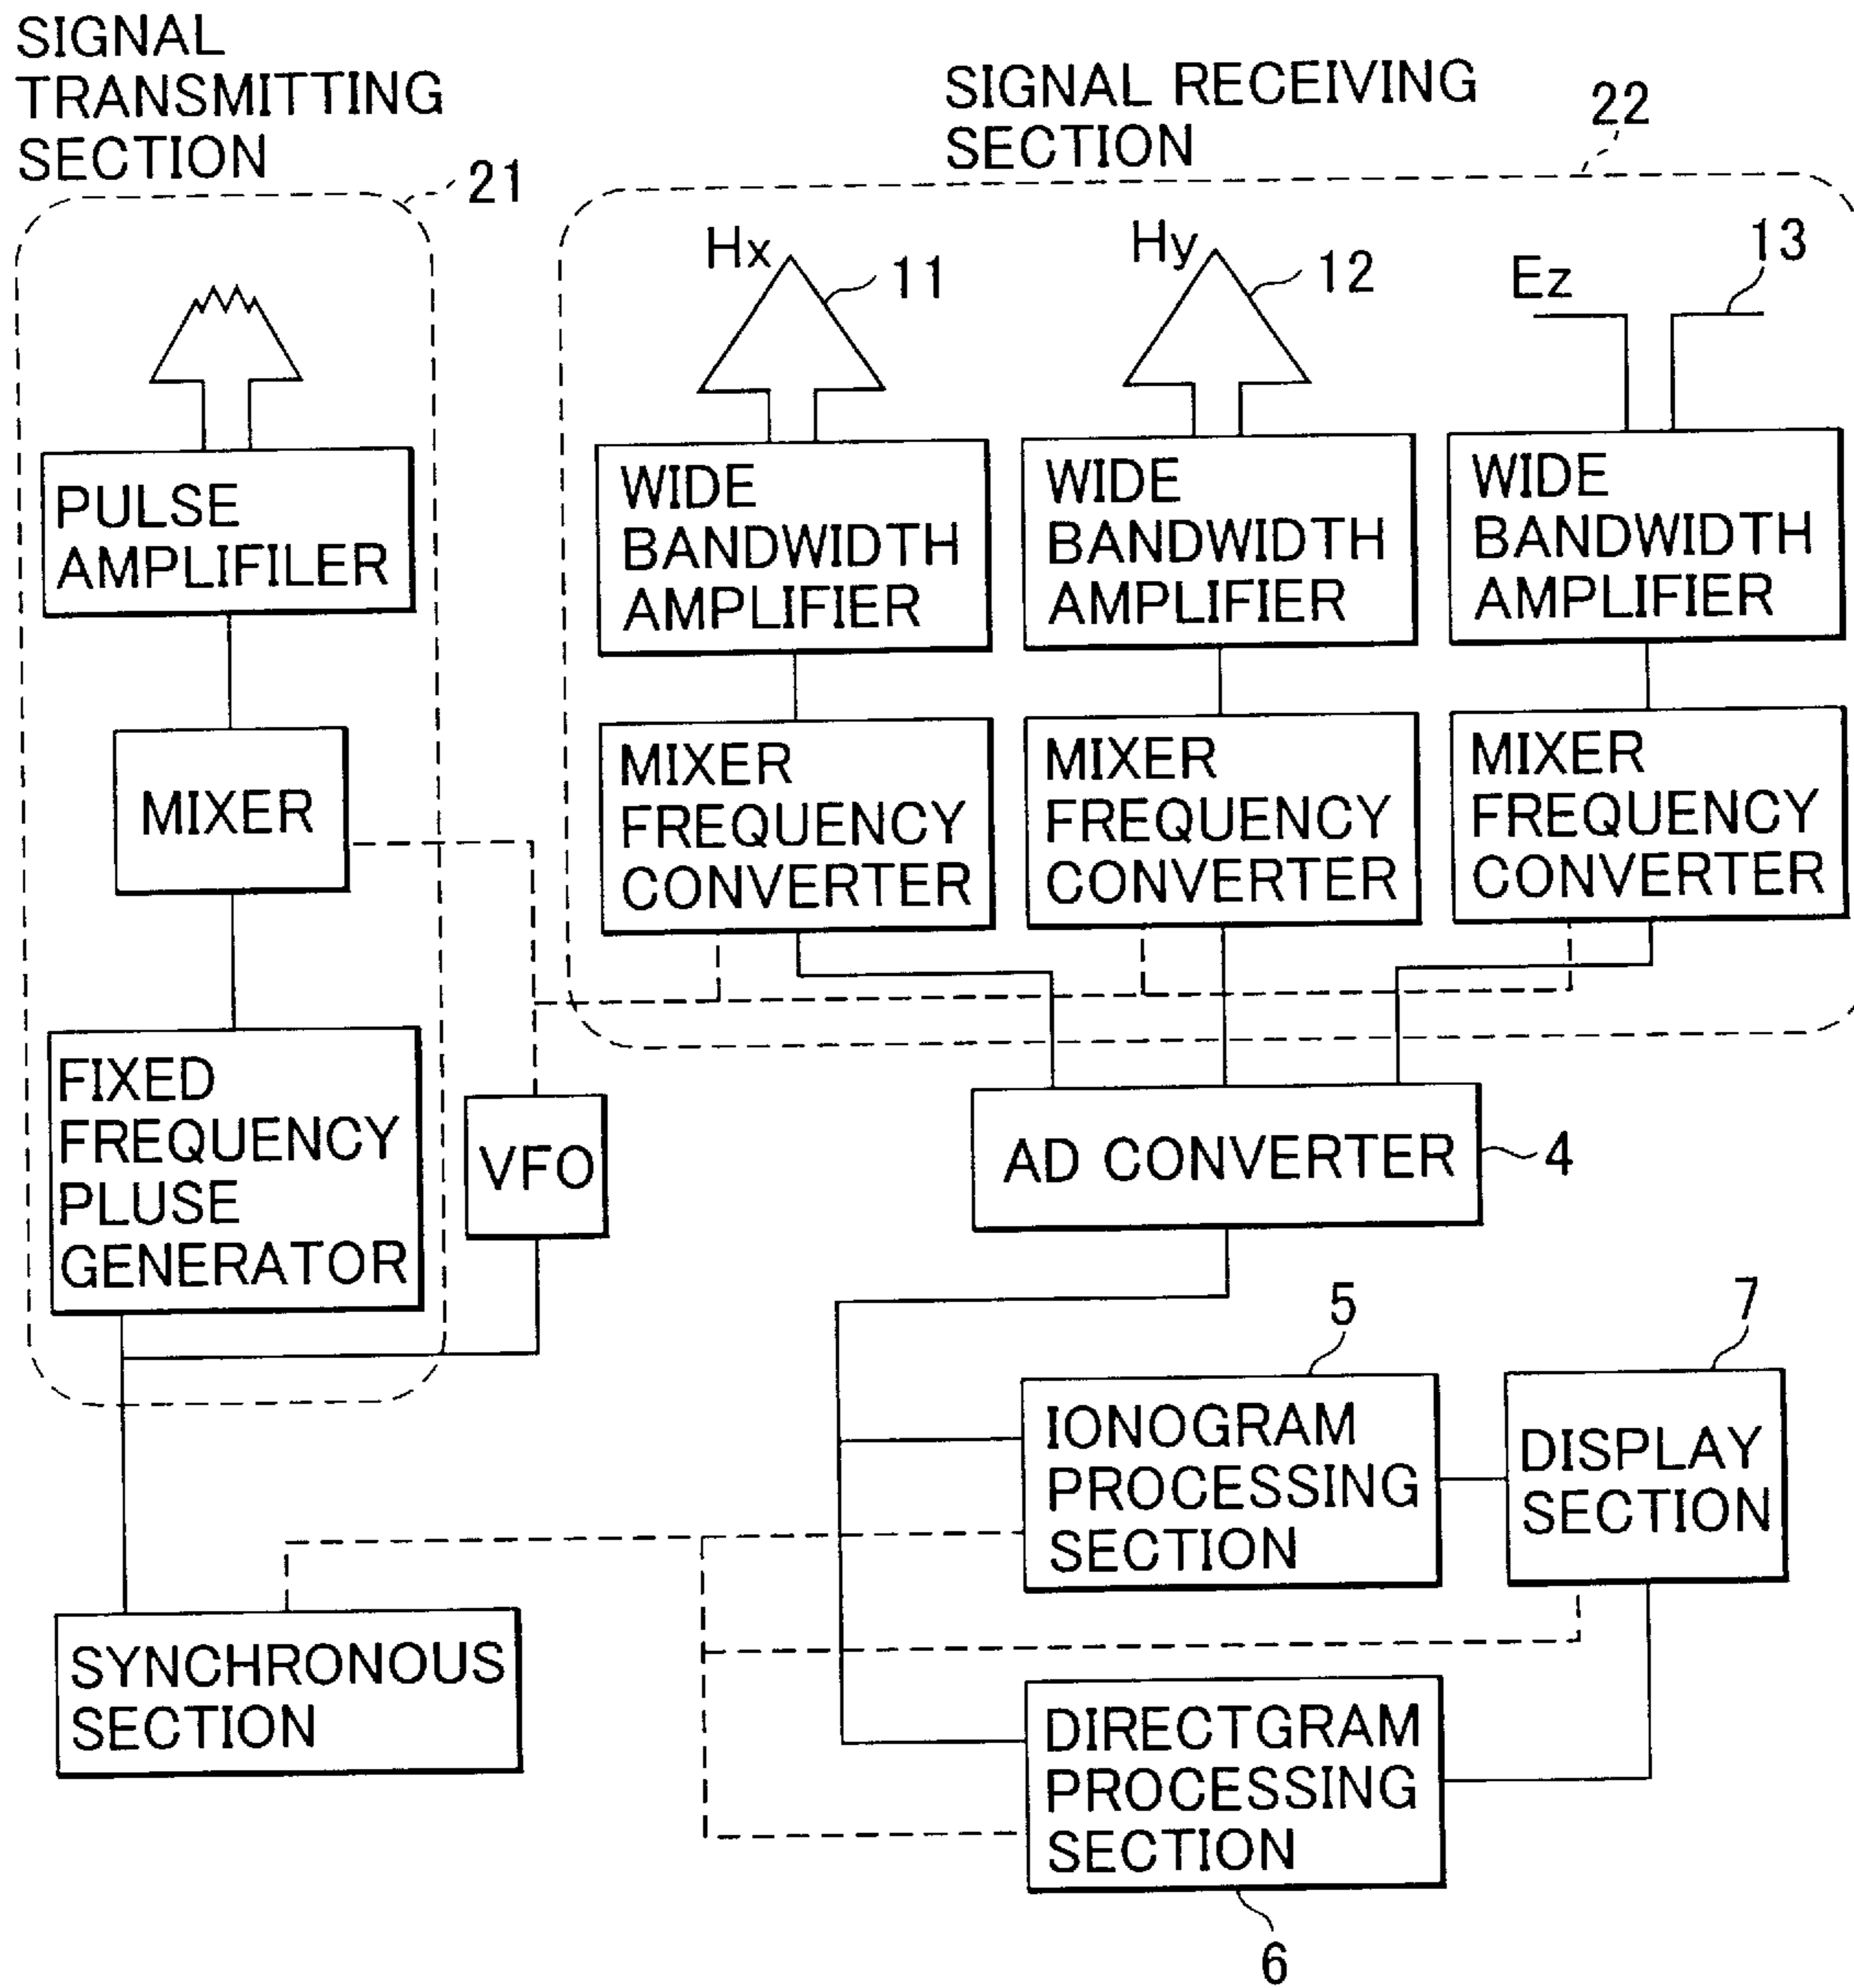 SIGNAL
TRANSMITTING
SECTION
21
SIGNAL RECEIVING
SECTION
22
Hx
11
Hy
12
Ez
13
PULSE
AMPLIFILER
WIDE
BANDWIDTH
AMPLIFIER
WIDE
BANDWIDTH
AMPLIFIER
WIDE
BANDWIDTH
AMPLIFIER
MIXER
MIXER
FREQUENCY
CONVERTER
MIXER
FREQUENCY
CONVERTER
MIXER
FREQUENCY
CONVERTER
FIXED
FREQUENCY
PLUSE
GENERATOR
VFO
AD CONVERTER
4
5
7
IONOGRAM
PROCESSING
SECTION
DISPLAY
SECTION
SYNCHRONOUS
SECTION
DIRECTGRAM
PROCESSING
SECTION
6